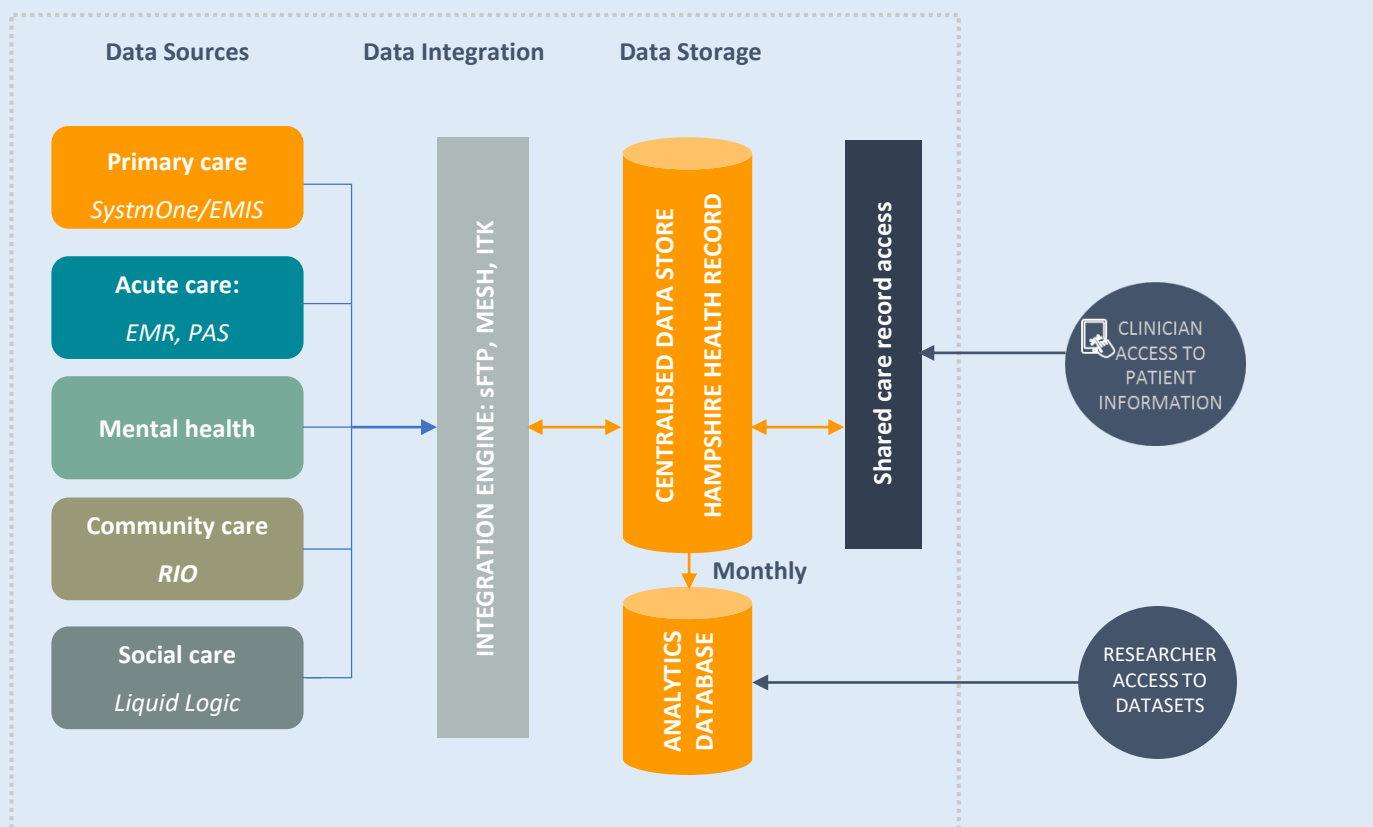 Data Sources
Data Integration
Data Storage
Primary care
SystmOne/EMIS
Acute care:
EMR, PAS
Mental health
Community care
RIO
Social care
Liquid Logic
INTEGRATION ENGINE: sFTP, MESH, ITK
CENTRALISED DATA STORE
HAMPSHIRE HEALTH RECORD
Shared care record access
CLINICIAN
ACCESS TO
PATIENT
INFORMATION
Monthly
ANALYTICS
DATABASE
RESEARCHER
ACCESS TO
DATASETS